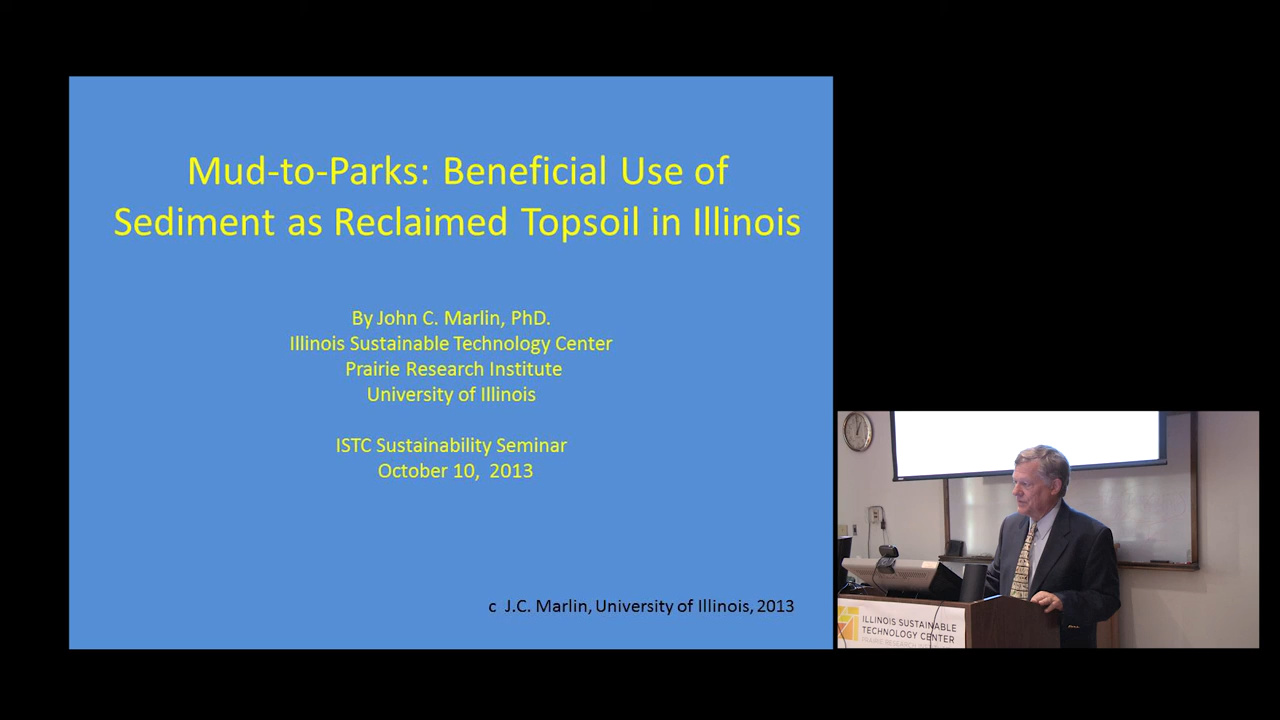 Mud-to-Parks: Beneficial Use of
Sediment as Reclaimed Topsoil in Illinois
By John C. Marlin, PhD.
Illinois Sustainable Technology Center
Prairie Research Institute
University of Illinois
ISTC Sustainability Seminar
October 10, 2013
c J.C. Marlin, University of Illinois, 2013
ILLINOIS SUSTAINABLE
TECHNOLOGY CENTER
PRAIRIE RESEARCH